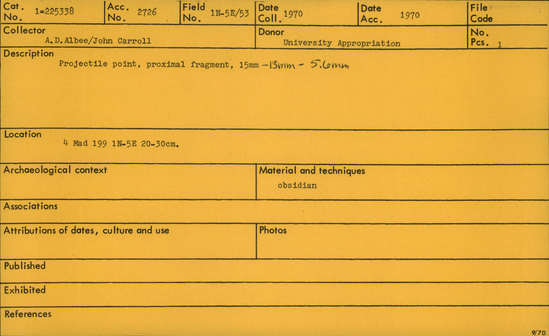 Cat. No. 1-225338 Acc. No. 2726 Field No. 1N-5E/53 Date Coll. 1970 Date Acc. 1970 File Code
Collector A.D.Albee/John Carroll Donor University Appropriation No. Pcs. 1
Description
Projectile point, proximal fragment, 15mm -13mm - 5.6mm
Location
4 Mad 199 1N-5E 20-30cm.
Archaeological context Material and techniques
obsidian
Associations
Attributions of dates, culture and use Photos
Published
Exhibited
References
9/70